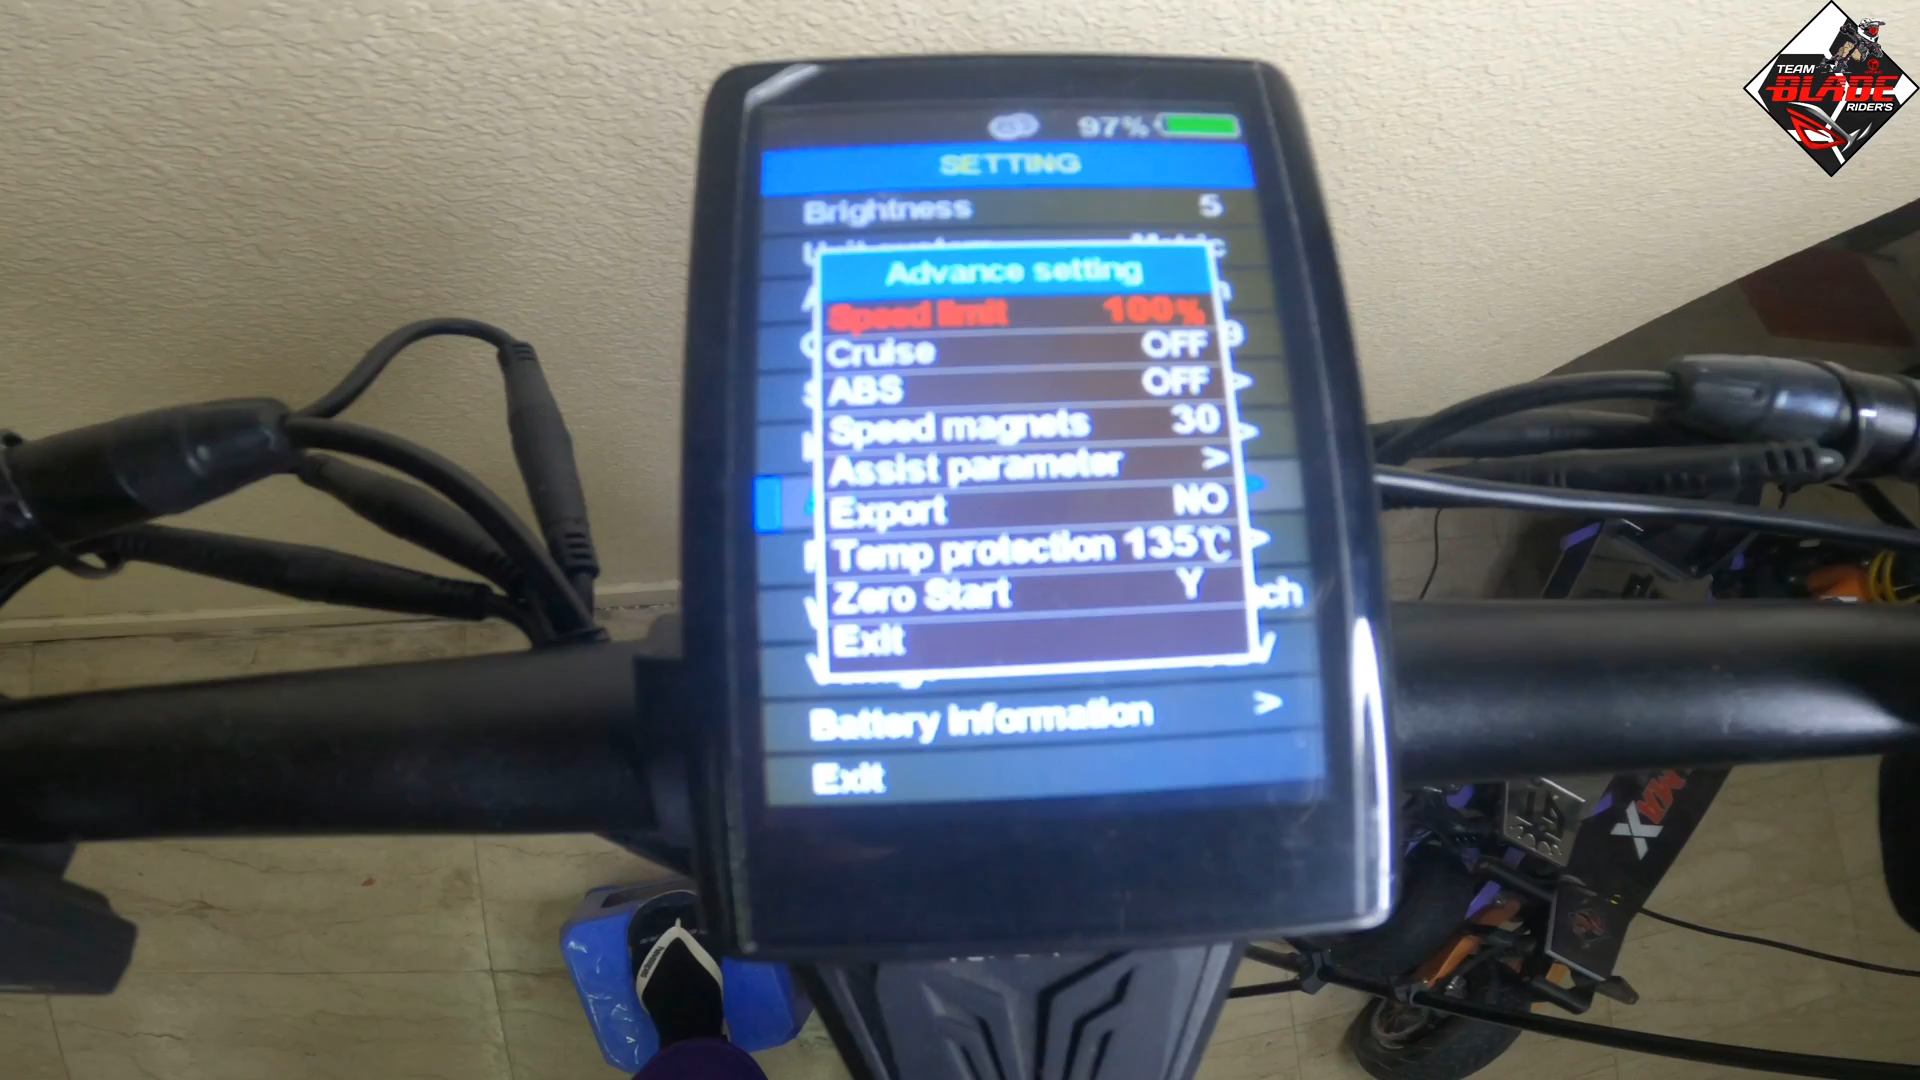 TEAM
BLADE
RIDER'S
97%
SETTING
Brightness 5
Advance setting
Speed limit 100%
Cruise OFF
ABS OFF >
Speed magnets 30 >
Assist parameter >
Export NO
Temp protection 135℃ >
Zero Start Y
Exit
Battery Information >
Exit